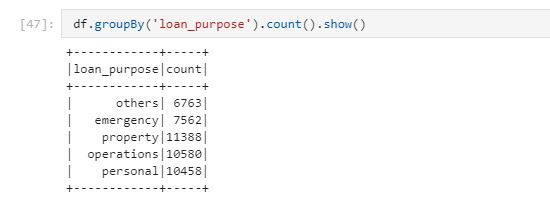 [47]: df.groupBy('loan_purpose').count().show()
+------------+-----+
|loan_purpose|count|
+------------+-----+
|      others| 6763|
|   emergency| 7562|
|    property|11388|
|  operations|10580|
|    personal|10458|
+------------+-----+